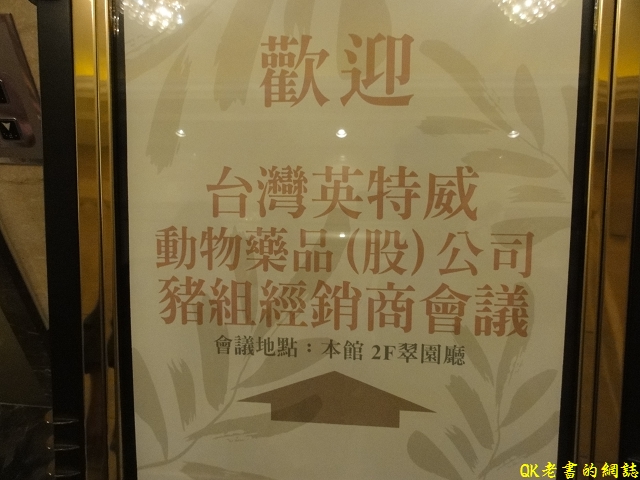 歡迎
台灣英特威
動物藥品(股)公司
豬組經銷商會議
會議地點：本館 2F翠園廳
QK老書的網誌